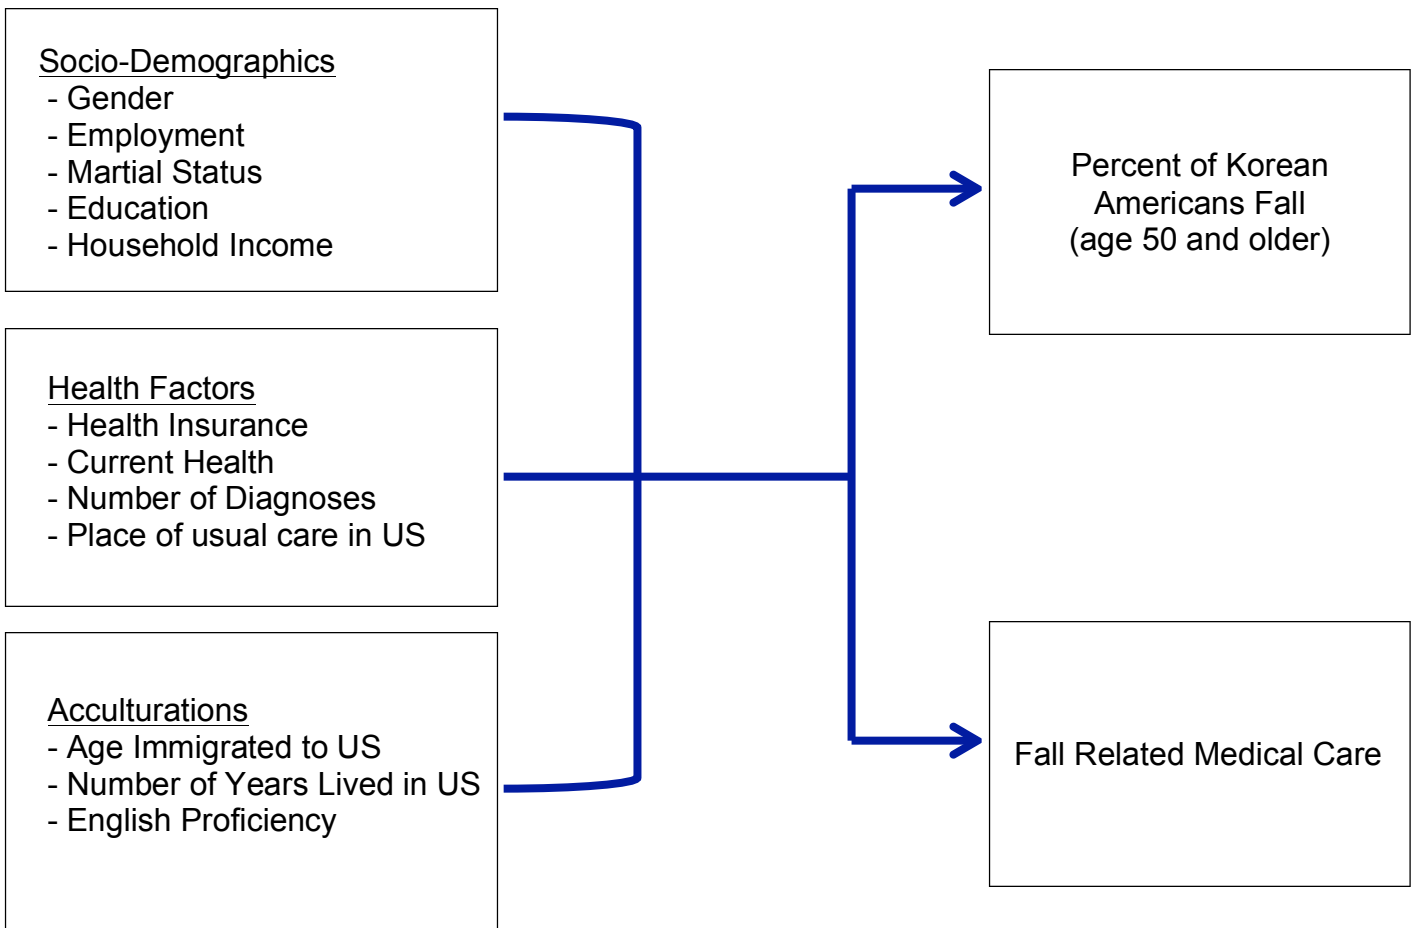 Socio-Demographics
- Gender
- Employment
- Martial Status
- Education
- Household Income
Health Factors
- Health Insurance
- Current Health
- Number of Diagnoses
- Place of usual care in US
Acculturations
- Age Immigrated to US
- Number of Years Lived in US
- English Proficiency
Percent of Korean
Americans Fall
(age 50 and older)
Fall Related Medical Care